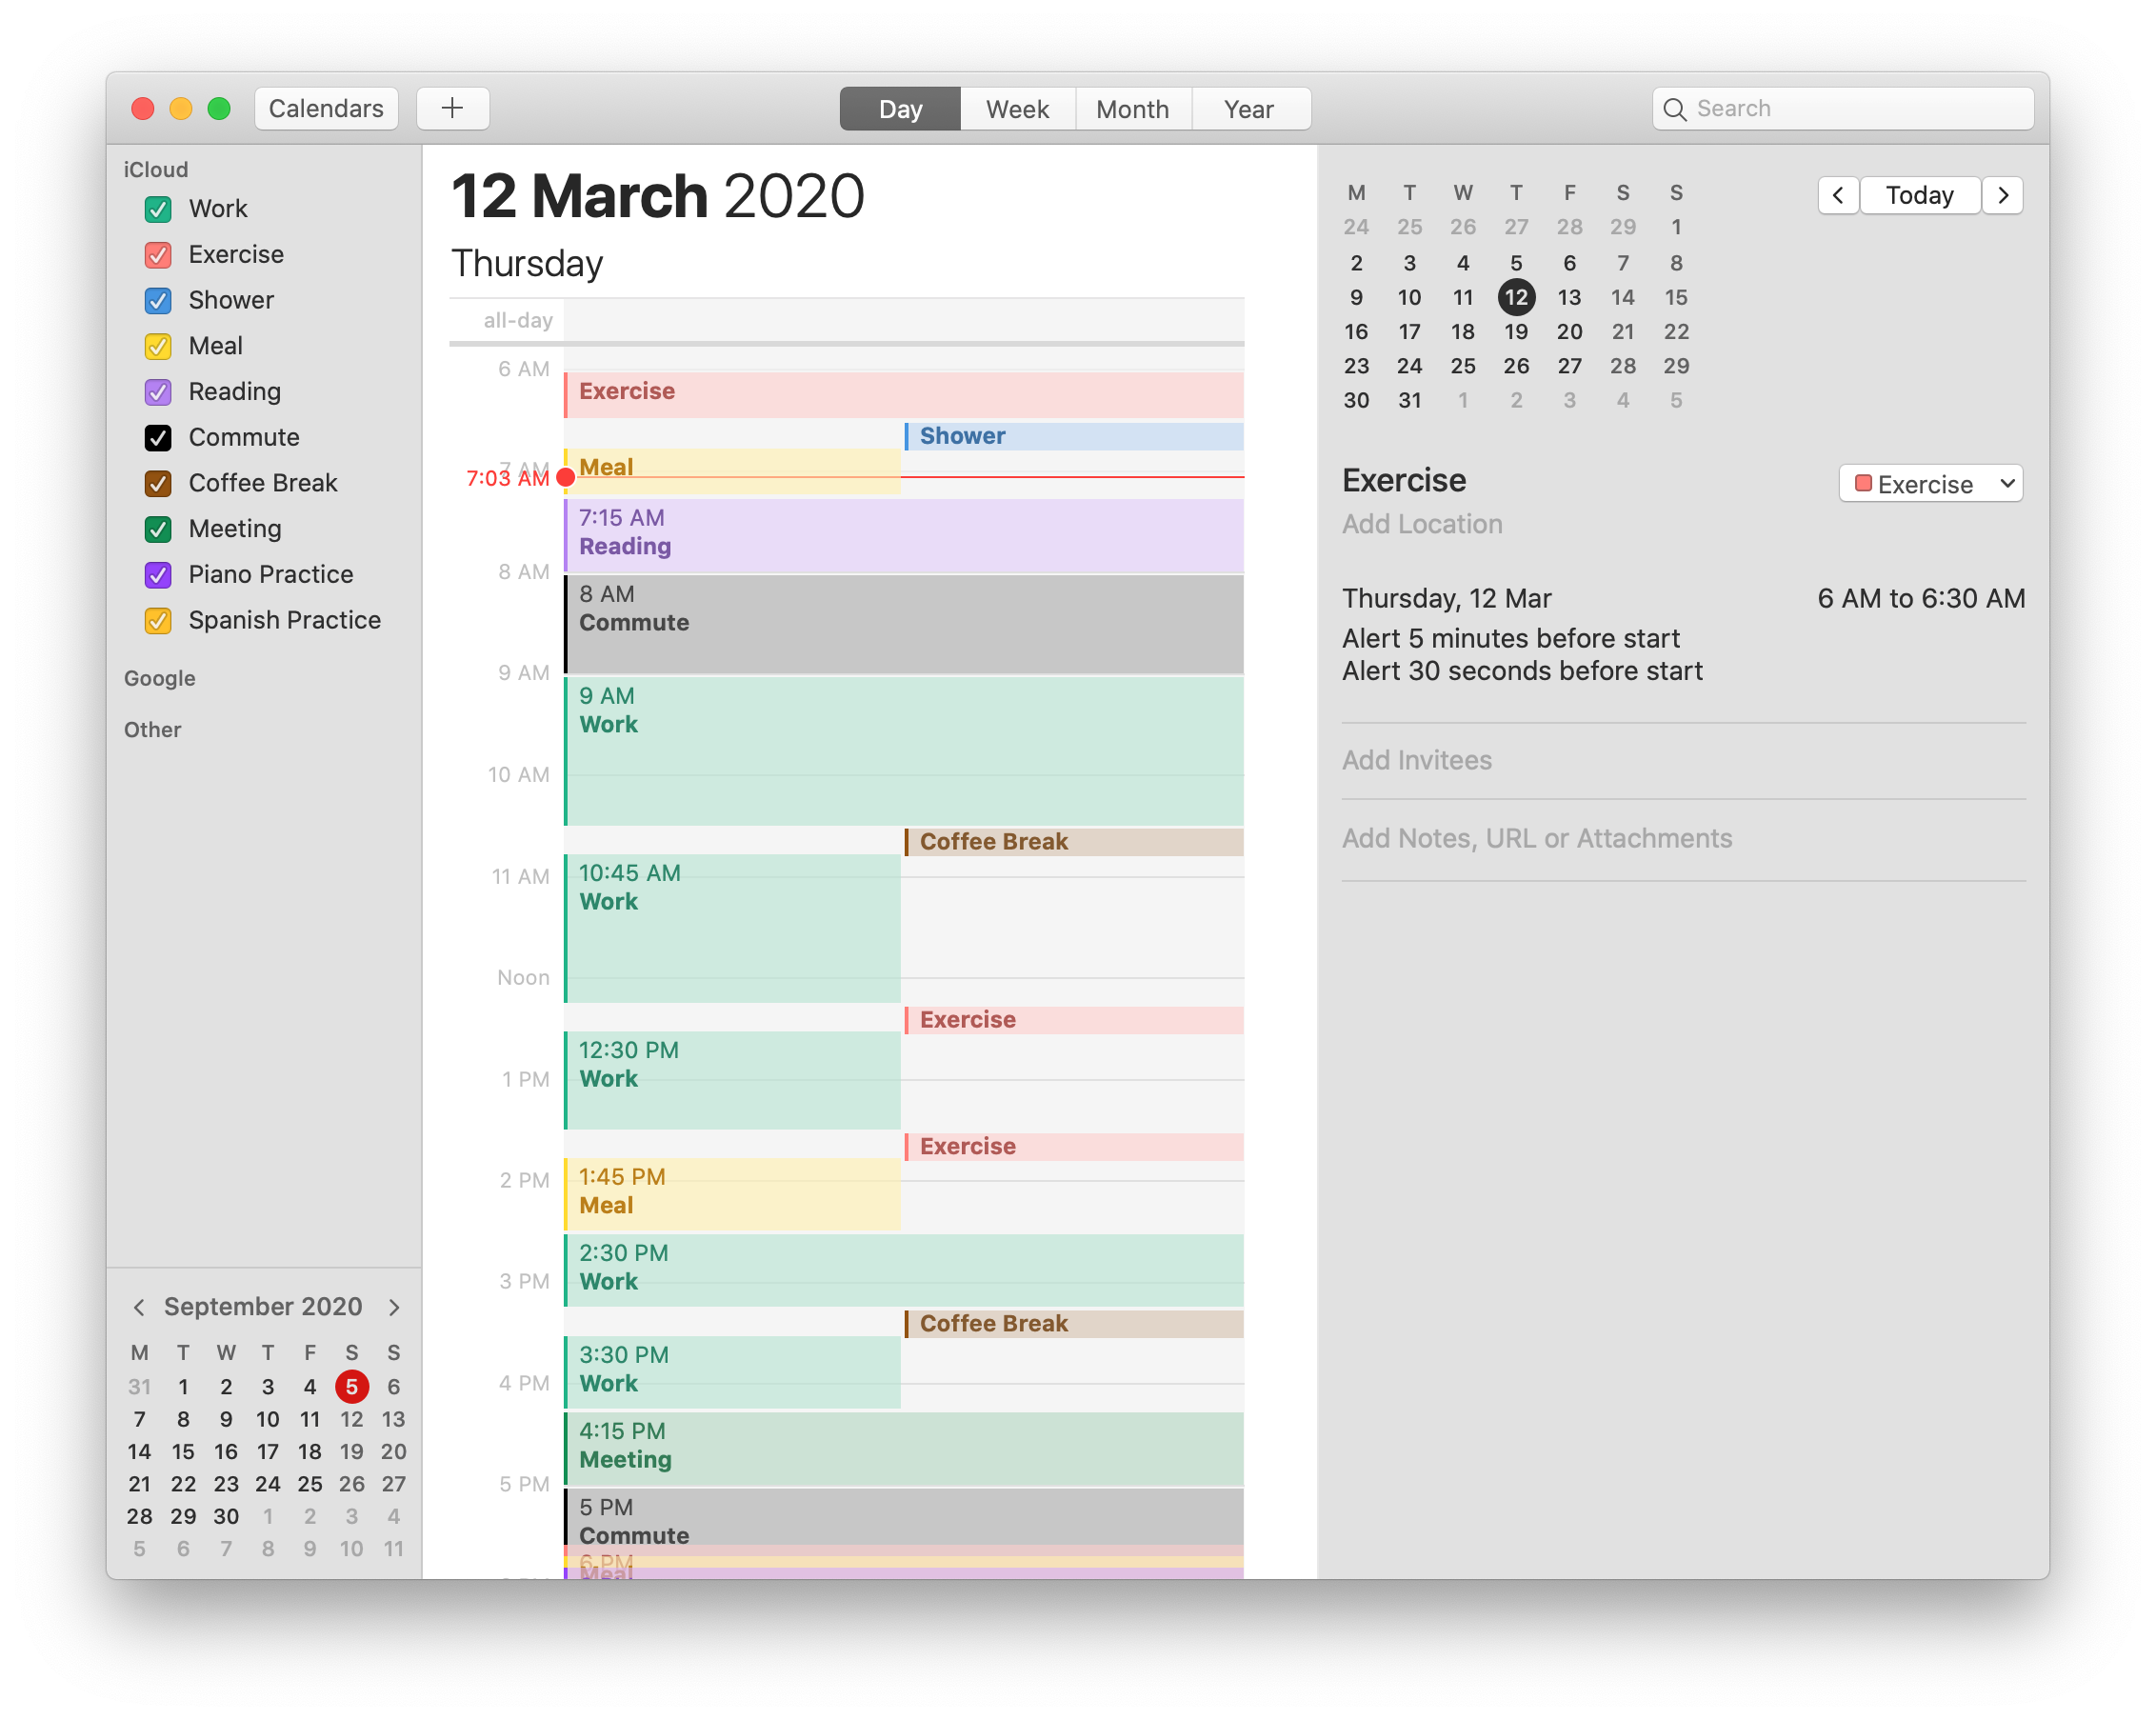 Calendars
Day Week Month Year
Search
iCloud
Work
Exercise
Shower
Meal
Reading
Commute
Coffee Break
Meeting
Piano Practice
Spanish Practice
Google
Other
September 2020
M T W T F S S
31 1 2 3 4 5 6
7 8 9 10 11 12 13
14 15 16 17 18 19 20
21 22 23 24 25 26 27
28 29 30 1 2 3 4
5 6 7 8 9 10 11
12 March 2020
Thursday
all-day
6 AM
Exercise
Shower
7 AM
Meal
7:03 AM
7:15 AM
Reading
8 AM
8 AM
Commute
9 AM
9 AM
Work
10 AM
Coffee Break
10:45 AM
11 AM
Work
Noon
Exercise
12:30 PM
1 PM
Work
Exercise
1:45 PM
2 PM
Meal
2:30 PM
3 PM
Work
Coffee Break
3:30 PM
4 PM
Work
4:15 PM
Meeting
5 PM
5 PM
Commute
6 PM
Meal
M T W T F S S
24 25 26 27 28 29 1
2 3 4 5 6 7 8
9 10 11 12 13 14 15
16 17 18 19 20 21 22
23 24 25 26 27 28 29
30 31 1 2 3 4 5
Today
Exercise
Exercise
Add Location
Thursday, 12 Mar 6 AM to 6:30 AM
Alert 5 minutes before start
Alert 30 seconds before start
Add Invitees
Add Notes, URL or Attachments